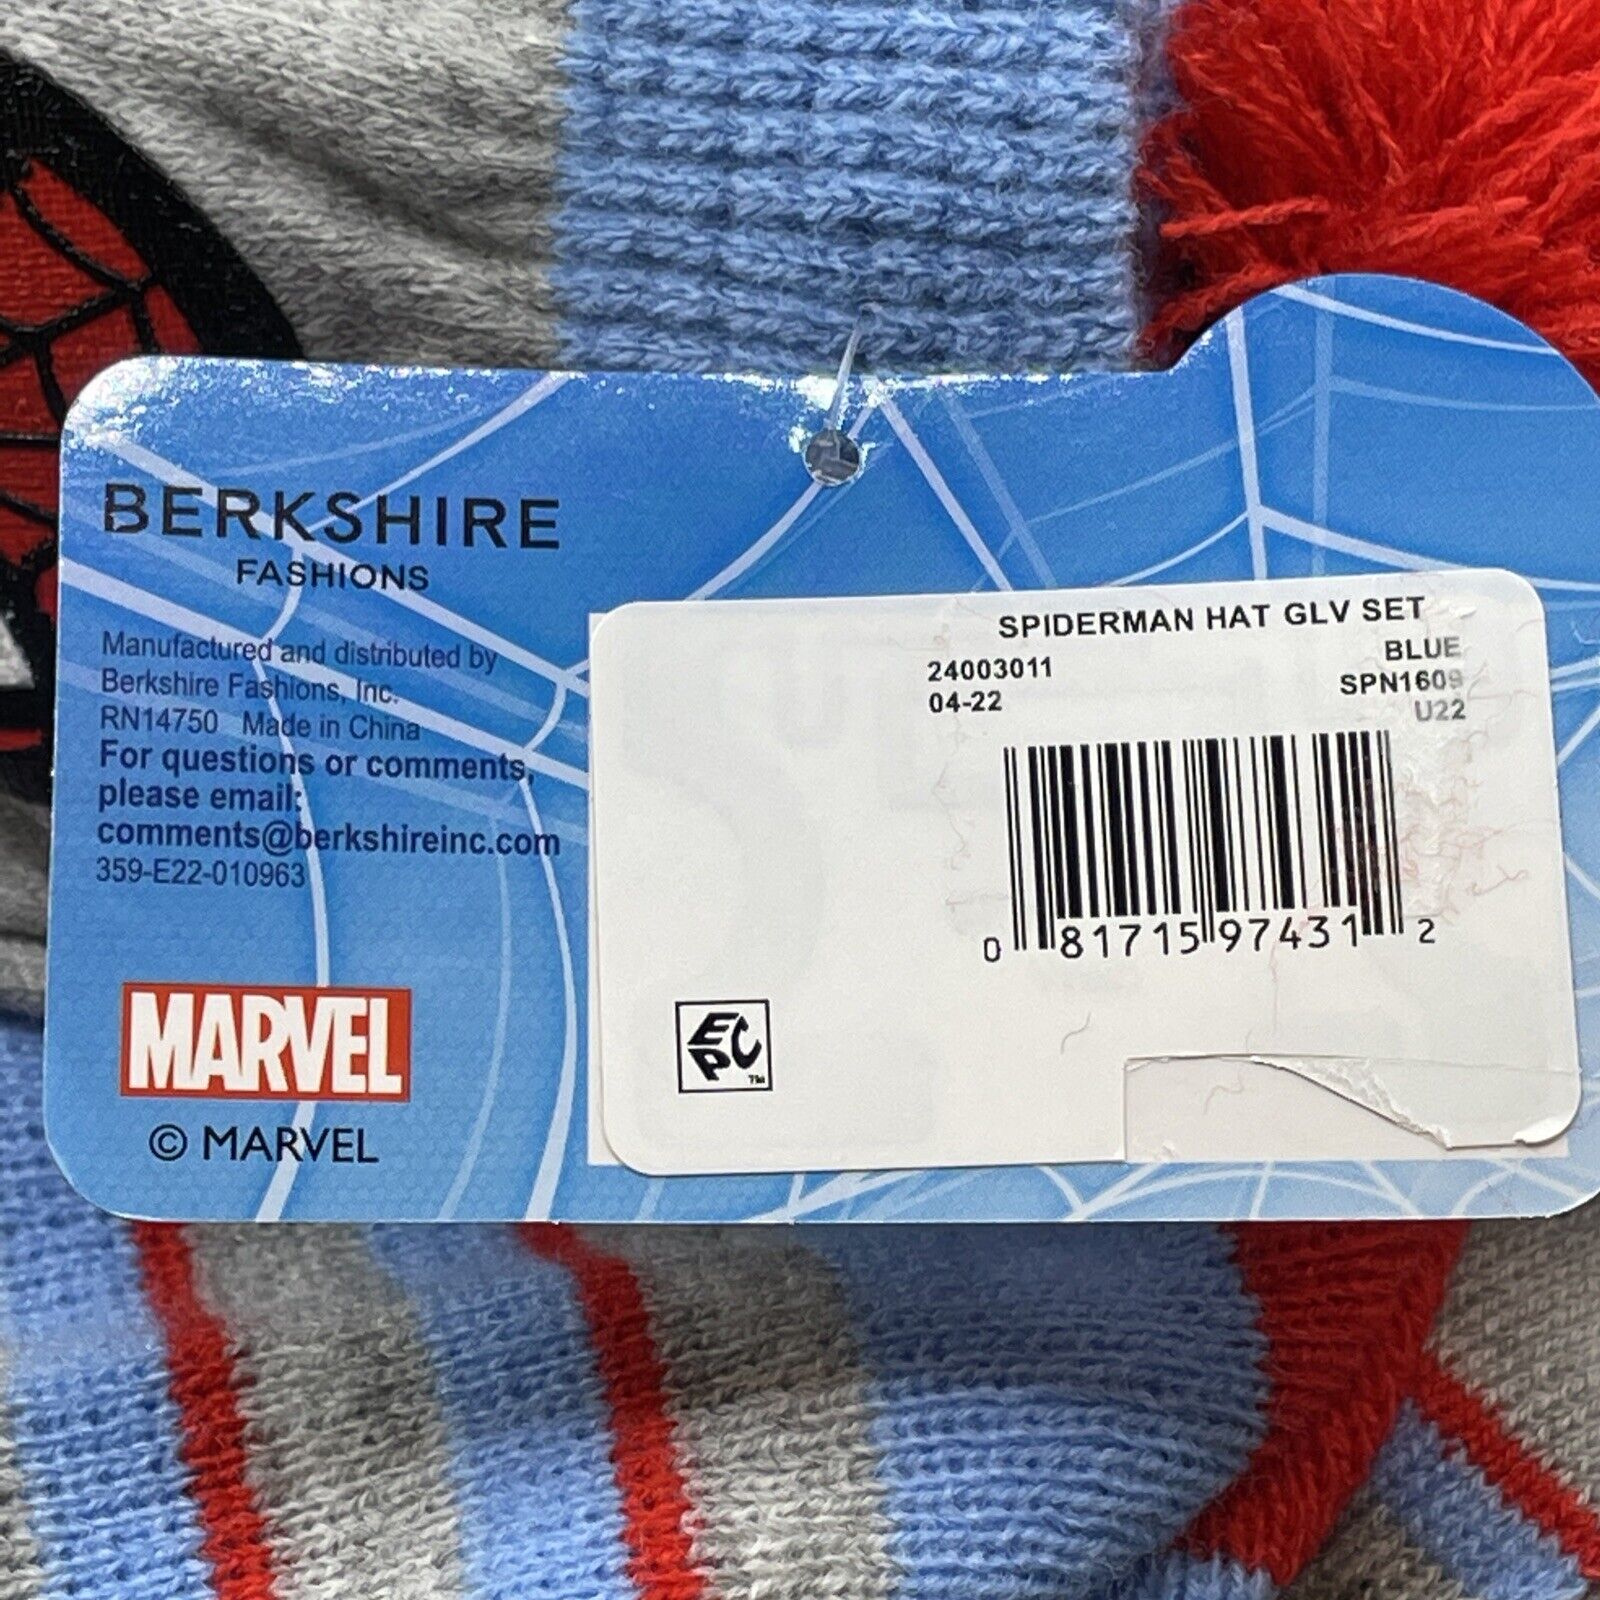 BERKSHIRE
FASHIONS
Manufactured and distributed by
Berkshire Fashions, Inc.
RN14750 Made in China
For questions or comments,
please email:
comments@berkshireinc.com
359-E22-010963
MARVEL
© MARVEL
SPIDERMAN HAT GLV SET
24003011 BLUE
04-22 SPN1609
U22
0 81715 97431 2
EPC™